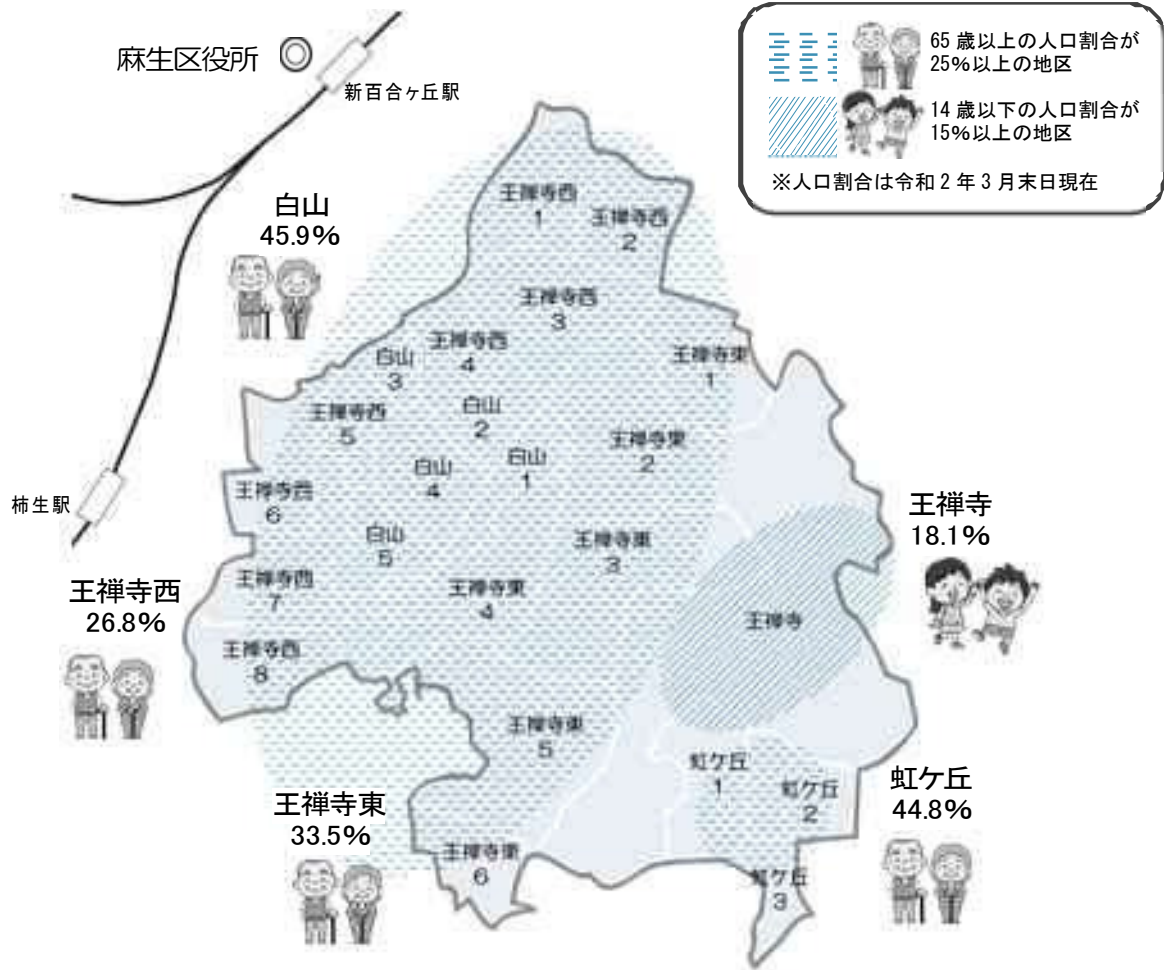 麻生区役所
新百合ヶ丘駅
65歳以上の人口割合が
25%以上の地区
14歳以下の人口割合が
15%以上の地区
※人口割合は令和2年3月末日現在
白山
45.9%
王禅寺西
1
王禅寺西
2
王禅寺西
3
王禅寺西
4
白山
3
王禅寺東
1
王禅寺西
5
白山
2
王禅寺東
2
白山
4
白山
1
柿生駅
王禅寺西
6
白山
5
王禅寺東
3
王禅寺
18.1%
王禅寺西
26.8%
王禅寺西
7
王禅寺東
4
王禅寺
王禅寺西
8
王禅寺東
5
虹ケ丘
1
虹ケ丘
2
虹ケ丘
44.8%
王禅寺東
33.5%
王禅寺東
6
虹ケ丘
3